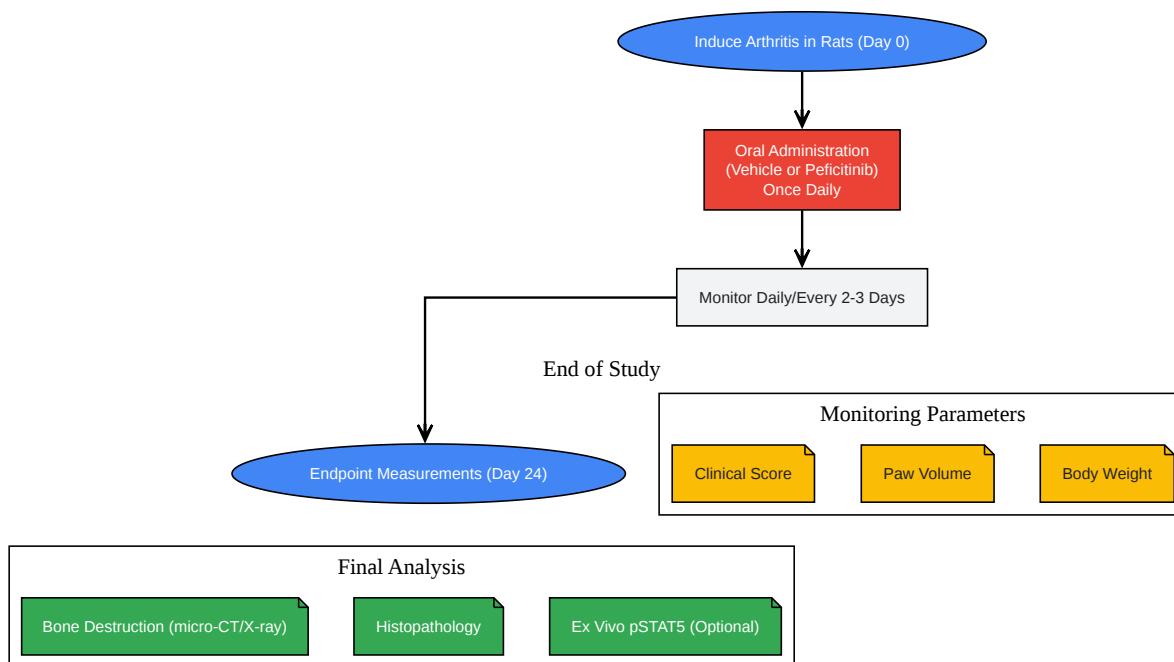 Induce Arthritis in Rats (Day 0)
Oral Administration
(Vehicle or Peficitinib)
Once Daily
Monitor Daily/Every 2-3 Days
End of Study
Monitoring Parameters
Clinical Score
Paw Volume
Body Weight
Endpoint Measurements (Day 24)
Final Analysis
Bone Destruction (micro-CT/X-ray)
Histopathology
Ex Vivo pSTAT5 (Optional)